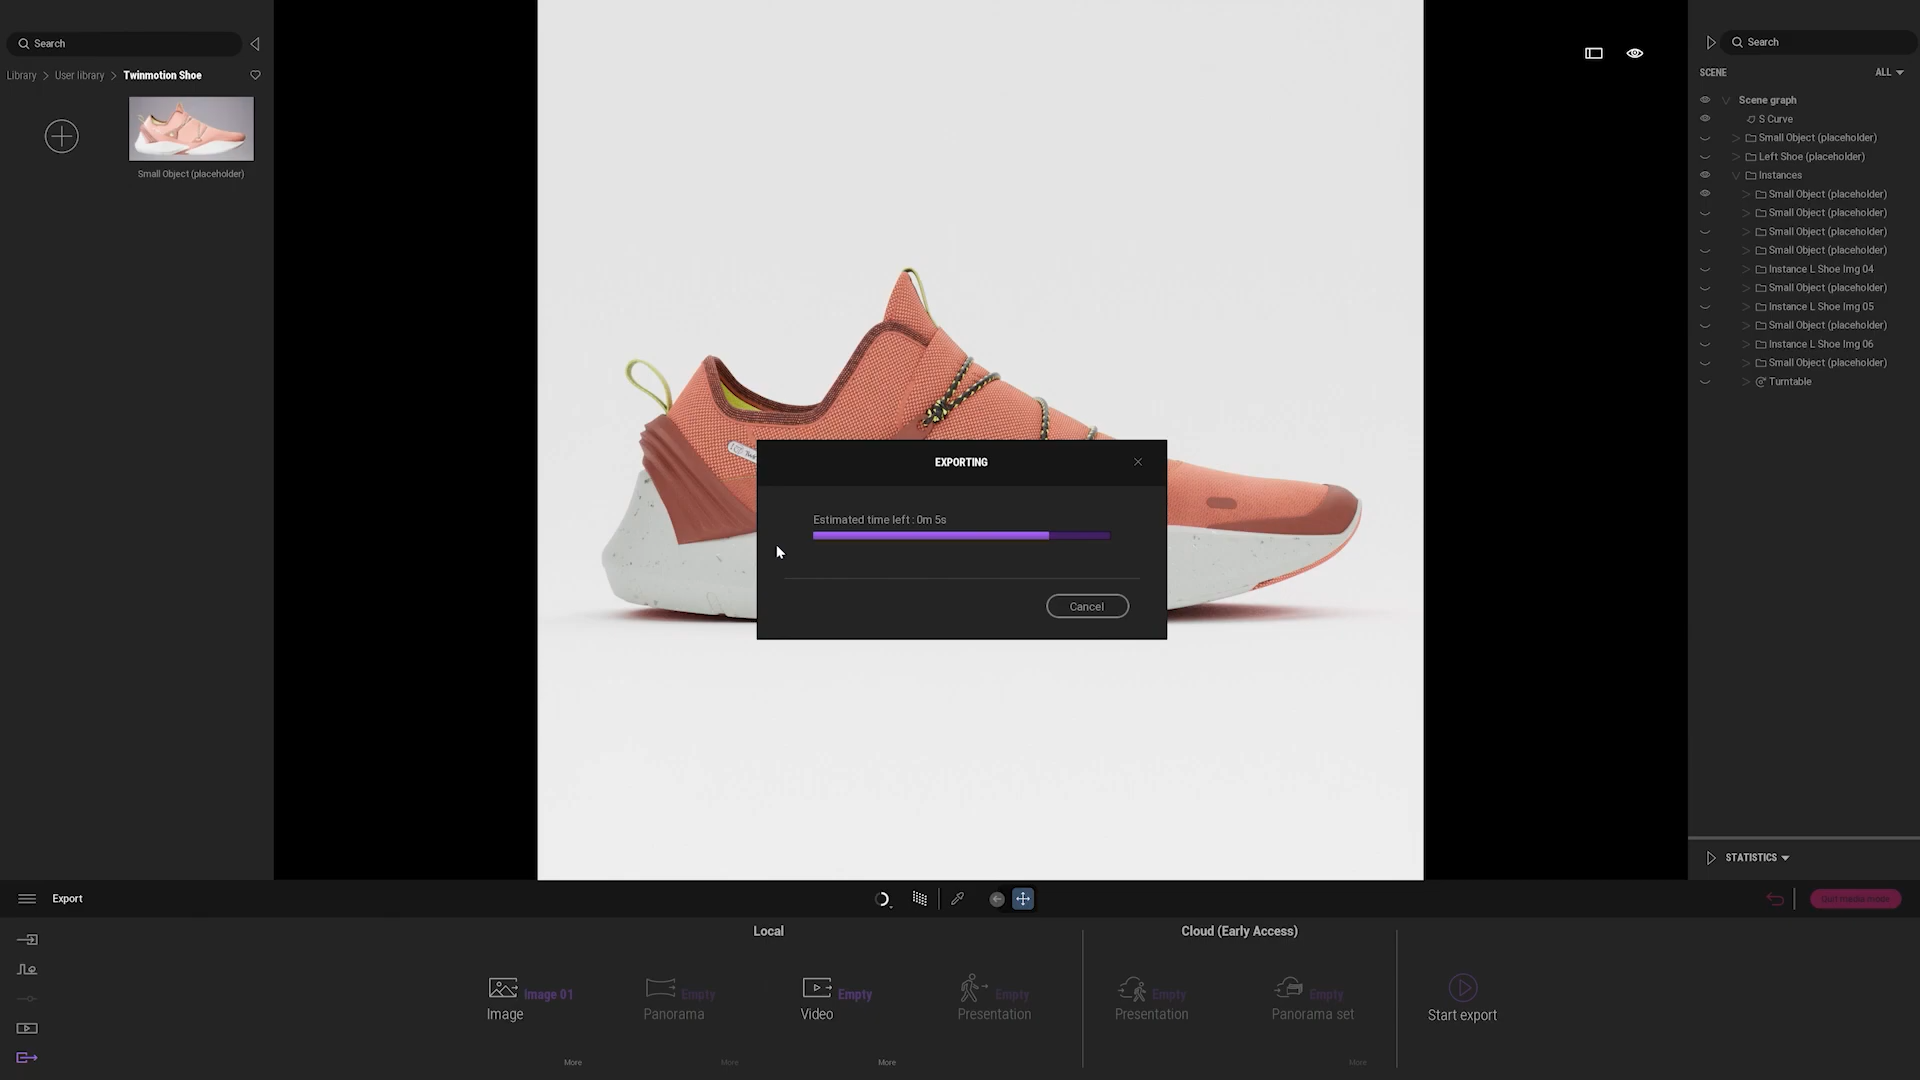 Search
Library > User library > Twinmotion Shoe
Small Object (placeholder)
Search
SCENE
ALL
Scene graph
S Curve
Small Object (placeholder)
Left Shoe (placeholder)
Instances
Small Object (placeholder)
Small Object (placeholder)
Small Object (placeholder)
Small Object (placeholder)
Instance L Shoe Img 04
Small Object (placeholder)
Instance L Shoe Img 05
Small Object (placeholder)
Instance L Shoe Img 06
Small Object (placeholder)
Turntable
STATISTICS
EXPORTING
Estimated time left : 0m 5s
Cancel
Export
Quit media mode
Local
Cloud (Early Access)
Image 01
Image
More
Empty
Panorama
More
Empty
Video
More
Empty
Presentation
Empty
Presentation
Empty
Panorama set
More
Start export